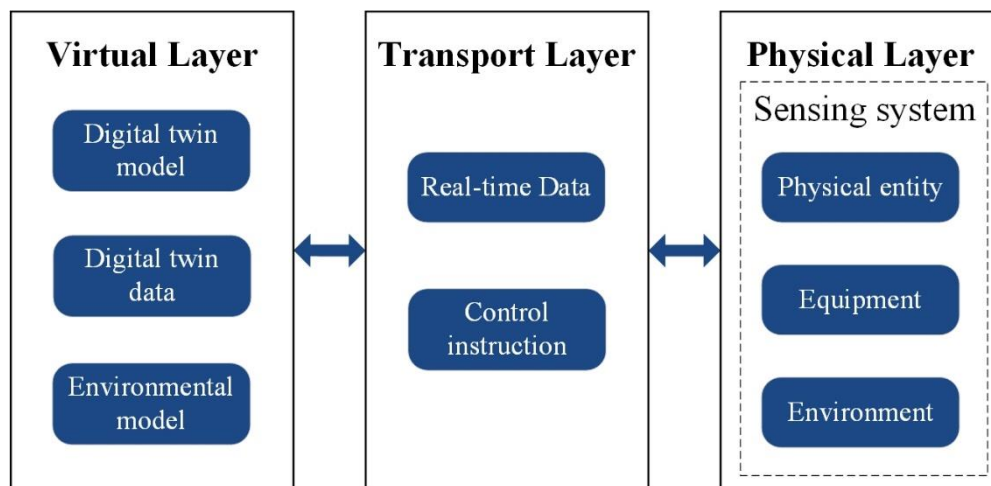 Virtual Layer
Digital twin
model
Digital twin
data
Environmental
model
Transport Layer
Real-time Data
Control
instruction
Physical Layer
Sensing system
Physical entity
Equipment
Environment